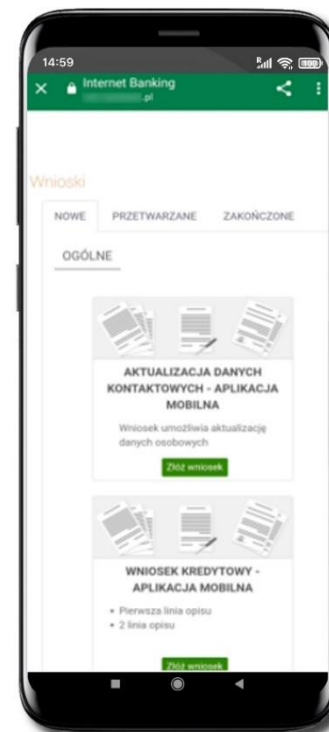 14:59
Internet Banking
.pl
Wnioski
NOWE PRZETWARZANE ZAKOŃCZONE
OGÓLNE
AKTUALIZACJA DANYCH
KONTAKTOWYCH - APLIKACJA
MOBILNA
Wniosek umożliwia aktualizację
danych osobowych
Złóż wniosek
WNIOSEK KREDYTOWY -
APLIKACJA MOBILNA
• Pierwsza linia opisu
• 2 linia opisu
Złóż wniosek